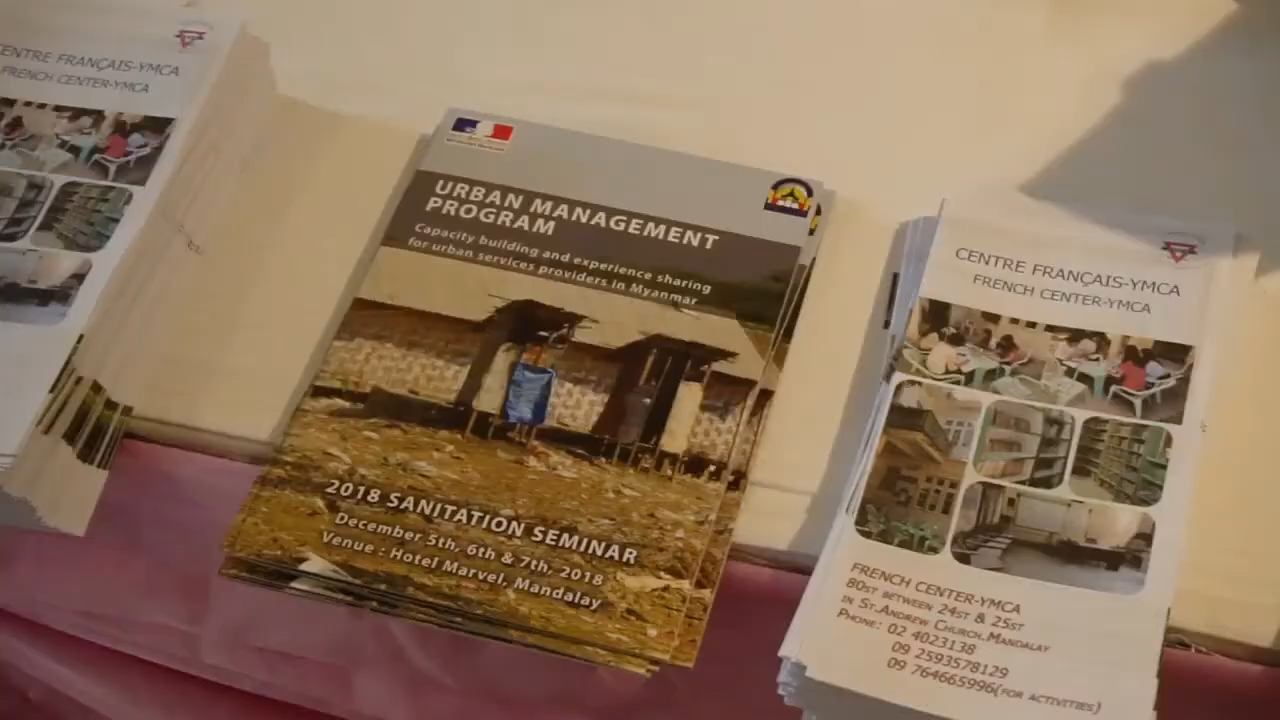 CENTRE FRANÇAIS-YMCA
FRENCH CENTER-YMCA
URBAN MANAGEMENT
PROGRAM
Capacity building and experience sharing
for urban services providers in Myanmar
2018 SANITATION SEMINAR
December 5th, 6th & 7th, 2018
Venue : Hotel Marvel, Mandalay
CENTRE FRANÇAIS-YMCA
FRENCH CENTER-YMCA
FRENCH CENTER-YMCA
80ST BETWEEN 24ST & 25ST
IN ST.ANDREW CHURCH.MANDALAY
PHONE: 02 4023138
09 2593578129
09 764665996(FOR ACTIVITIES)